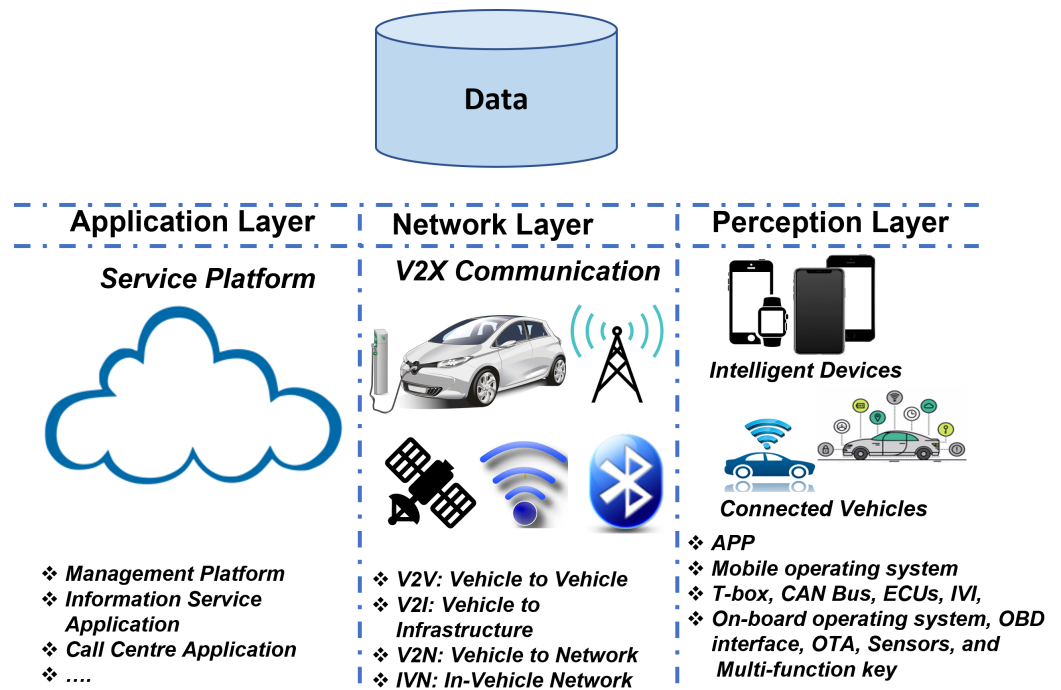 Data
Application Layer
Service Platform
❖ Management Platform
❖ Information Service
Application
❖ Call Centre Application
❖ ....
Network Layer
V2X Communication
❖ V2V: Vehicle to Vehicle
❖ V2I: Vehicle to
Infrastructure
❖ V2N: Vehicle to Network
❖ IVN: In-Vehicle Network
Perception Layer
Intelligent Devices
Connected Vehicles
❖ APP
❖ Mobile operating system
❖ T-box, CAN Bus, ECUs, IVI,
❖ On-board operating system, OBD
interface, OTA, Sensors, and
Multi-function key